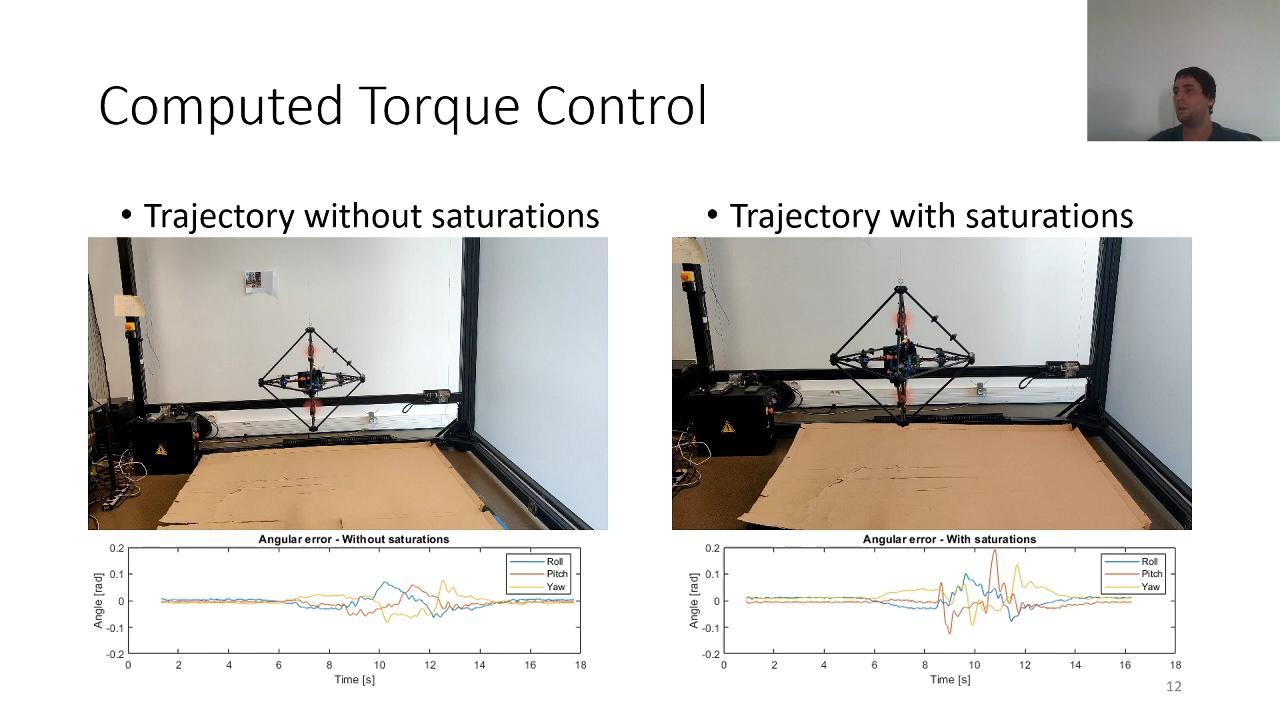 Computed Torque Control
• Trajectory without saturations
• Trajectory with saturations
Angular error - Without saturations
0.2
0.1
0
-0.1
-0.2
Angle [rad]
Roll
Pitch
Yaw
0 2 4 6 8 10 12 14 16 18
Time [s]
Angular error - With saturations
0.2
0.1
0
-0.1
-0.2
Angle [rad]
Roll
Pitch
Yaw
0 2 4 6 8 10 12 14 16 18
Time [s]
12